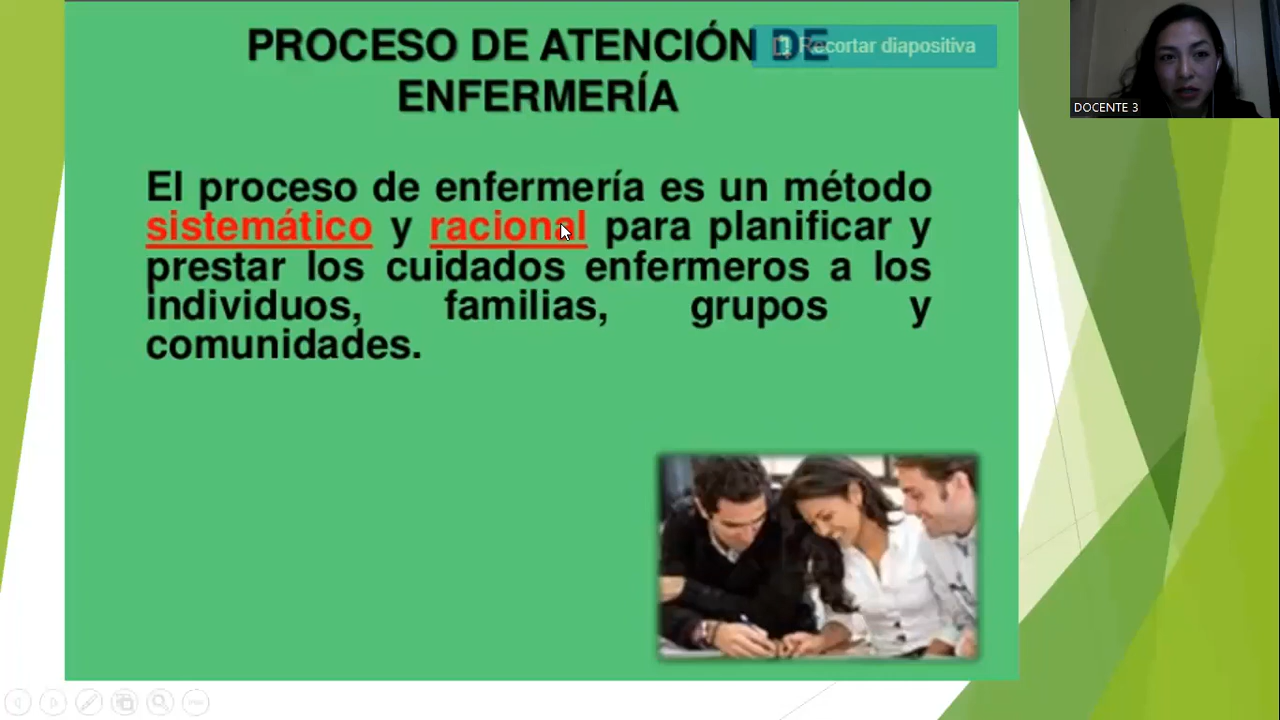 PROCESO DE ATENCIÓN DE
Recortar diapositiva
ENFERMERÍA
DOCENTE 3
El proceso de enfermería es un método
sistemático y racional para planificar y
prestar los cuidados enfermeros a los
individuos, familias, grupos y
comunidades.